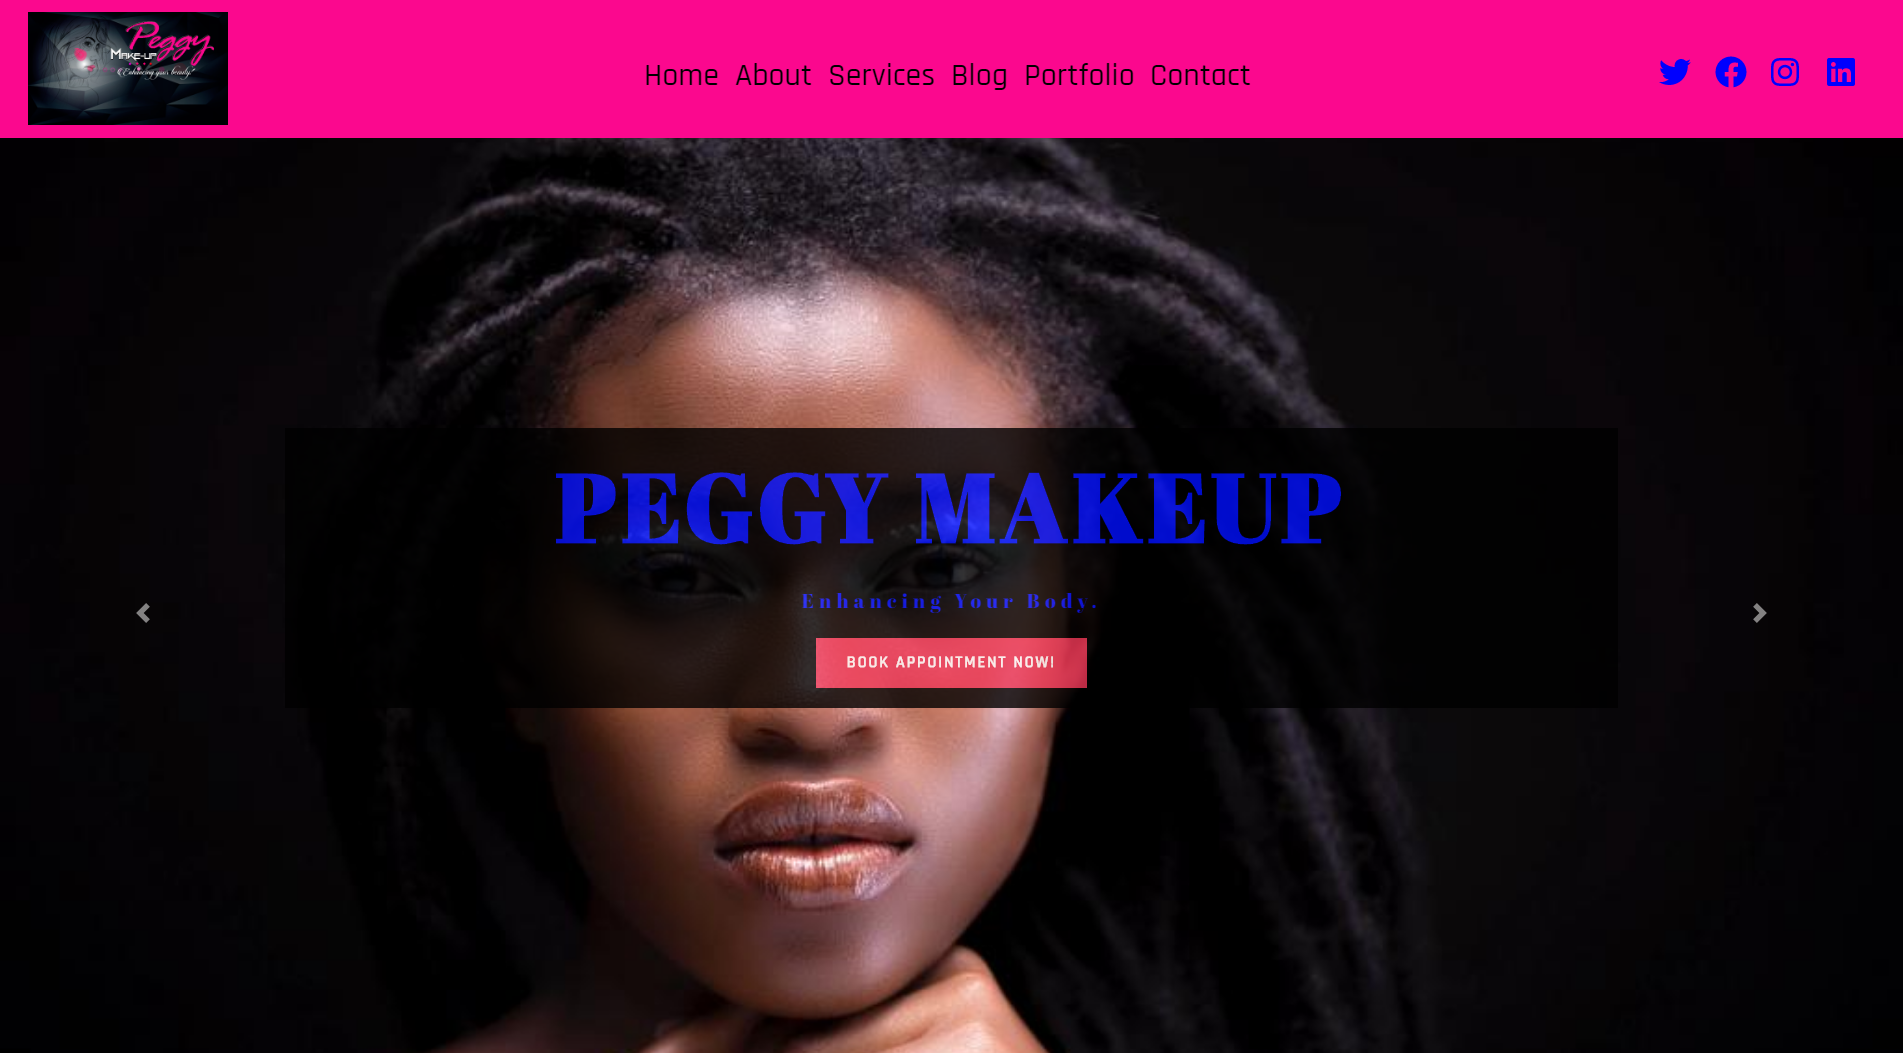 Peggy
MAKE-UP
"Enhancing your beauty"
Home About Services Blog Portfolio Contact
PEGGY MAKEUP
Enhancing Your Body.
BOOK APPOINTMENT NOW!